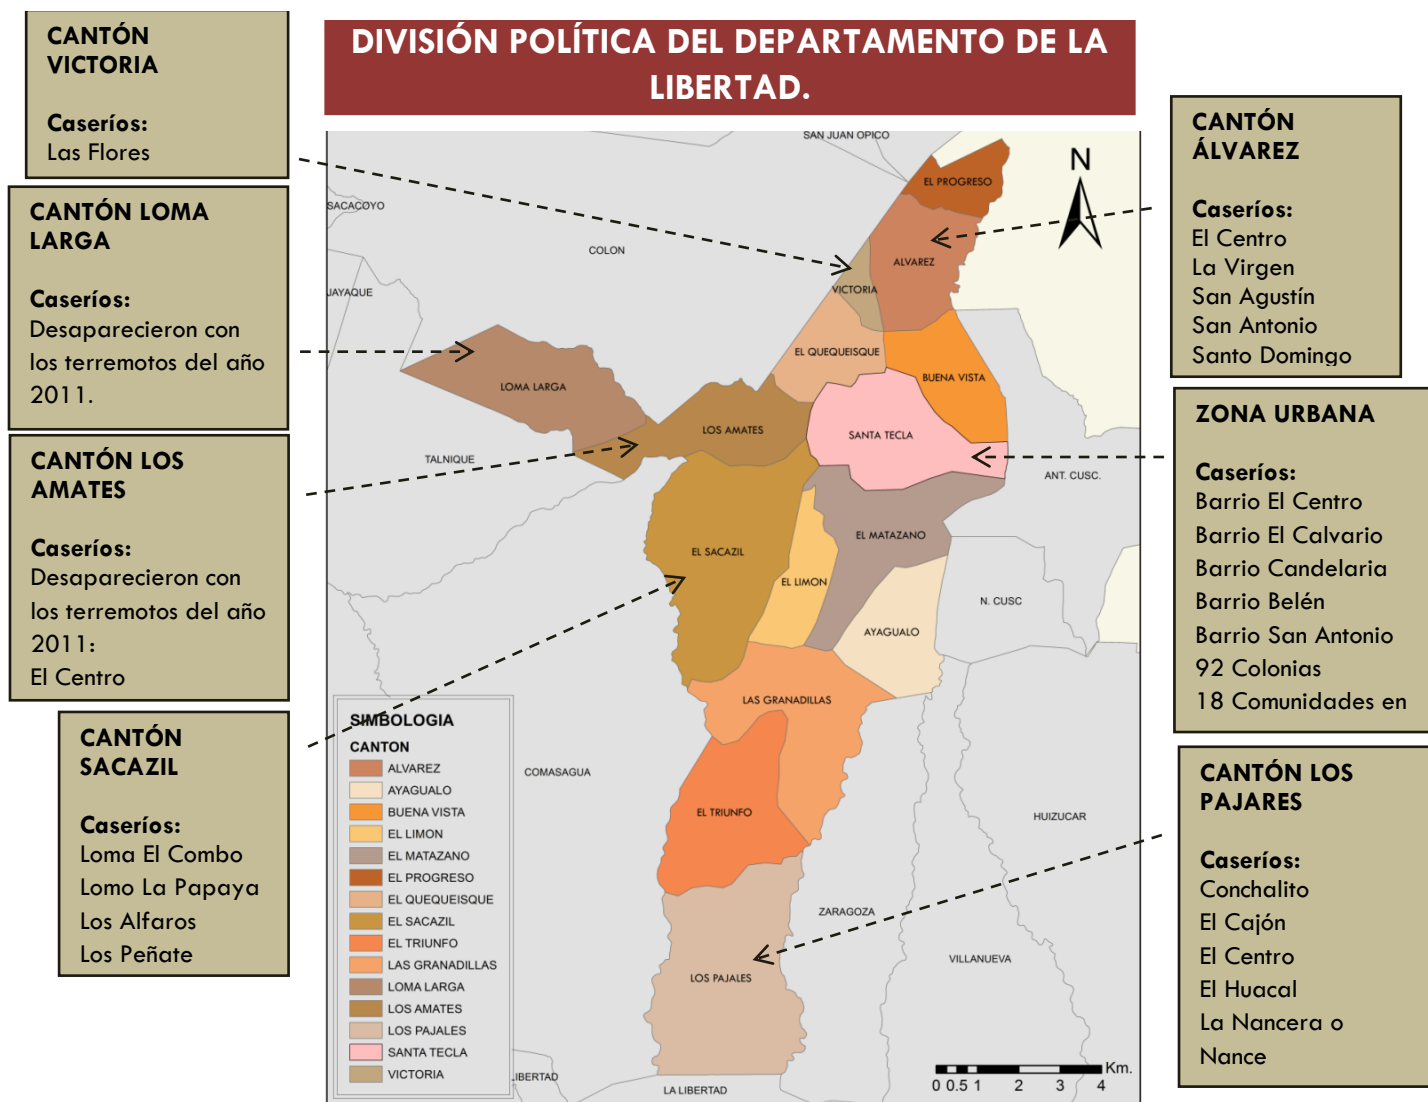 DIVISIÓN POLÍTICA DEL DEPARTAMENTO DE LA
LIBERTAD.
CANTÓN
VICTORIA
Caseríos:
Las Flores
CANTÓN LOMA
LARGA
Caseríos:
Desaparecieron con
los terremotos del año
2011.
CANTÓN LOS
AMATES
Caseríos:
Desaparecieron con
los terremotos del año
2011:
El Centro
CANTÓN
SACAZIL
Caseríos:
Loma El Combo
Lomo La Papaya
Los Alfaros
Los Peñate
CANTÓN
ÁLVAREZ
Caseríos:
El Centro
La Virgen
San Agustín
San Antonio
Santo Domingo
ZONA URBANA
Caseríos:
Barrio El Centro
Barrio El Calvario
Barrio Candelaria
Barrio Belén
Barrio San Antonio
92 Colonias
18 Comunidades en
CANTÓN LOS
PAJARES
Caseríos:
Conchalito
El Cajón
El Centro
El Huacal
La Nancera o
Nance
SAN JUAN OPICO
N
EL PROGRESO
SACACOYO
COLON
ALVAREZ
JAYAQUE
VICTORIA
EL QUEQUEISQUE
BUENA VISTA
LOMA LARGA
LOS AMATES
SANTA TECLA
TALNIQUE
ANT. CUSC.
EL MATAZANO
EL SACAZIL
EL LIMON
N. CUSC
AYAGUALO
LAS GRANADILLAS
COMASAGUA
EL TRIUNFO
HUIZUCAR
ZARAGOZA
VILLANUEVA
LOS PAJALES
LIBERTAD
LA LIBERTAD
SIMBOLOGIA
CANTON
ALVAREZ
AYAGUALO
BUENA VISTA
EL LIMON
EL MATAZANO
EL PROGRESO
EL QUEQUEISQUE
EL SACAZIL
EL TRIUNFO
LAS GRANADILLAS
LOMA LARGA
LOS AMATES
LOS PAJALES
SANTA TECLA
VICTORIA
Km.
0 0.5 1 2 3 4